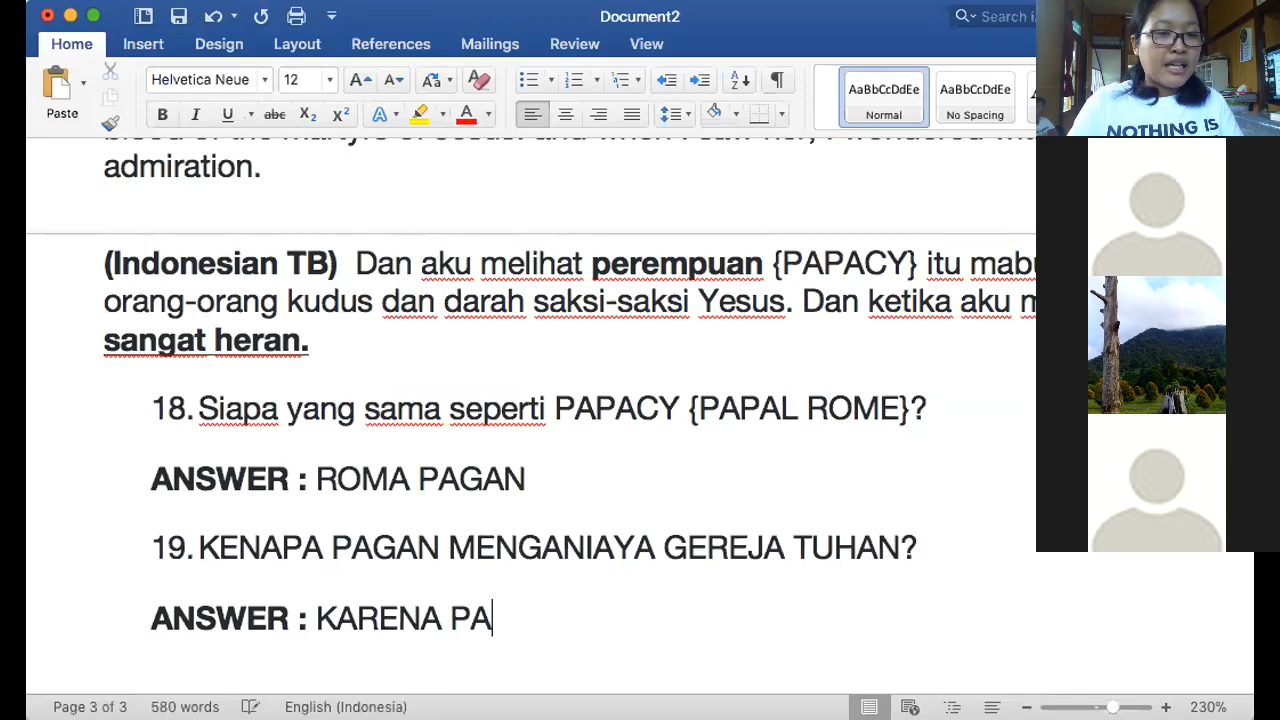 Document2
Search i
Home Insert Design Layout References Mailings Review View
Paste
Helvetica Neue 12
AaBbCcDdEe AaBbCcDdEe
Normal No Spacing
NOTHING IS
admiration.
(Indonesian TB) Dan aku melihat perempuan {PAPACY} itu mabu
orang-orang kudus dan darah saksi-saksi Yesus. Dan ketika aku m
sangat heran.
18. Siapa yang sama seperti PAPACY {PAPAL ROME}?
ANSWER : ROMA PAGAN
19. KENAPA PAGAN MENGANIAYA GEREJA TUHAN?
ANSWER : KARENA PA
Page 3 of 3 580 words English (Indonesia) 230%